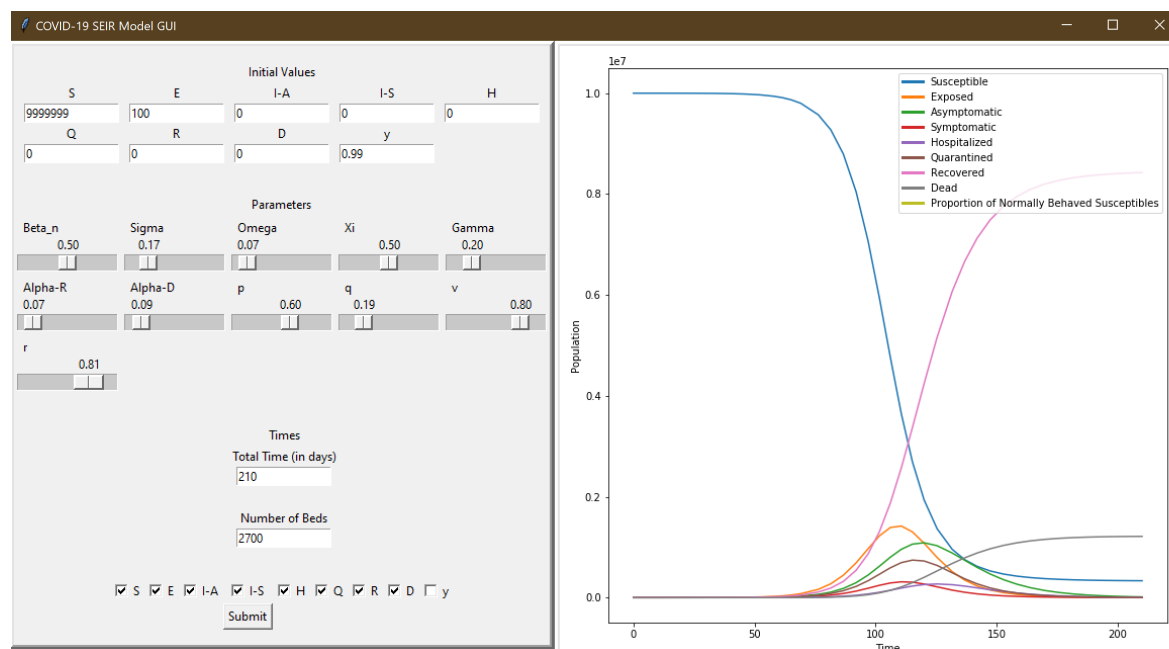 COVID-19 SEIR Model GUI
Initial Values
S E I-A I-S H
9999999 100 0 0 0
Q R D y
0 0 0 0.99
Parameters
Beta_n Sigma Omega Xi Gamma
0.50 0.17 0.07 0.50 0.20
Alpha-R Alpha-D p q v
0.07 0.09 0.60 0.19 0.80
r
0.81
Times
Total Time (in days)
210
Number of Beds
2700
S E I-A I-S H Q R D y
Submit
1e7
Susceptible
Exposed
Asymptomatic
Symptomatic
Hospitalized
Quarantined
Recovered
Dead
Proportion of Normally Behaved Susceptibles
1.0
0.8
0.6
0.4
0.2
0.0
Population
0 50 100 150 200
Time